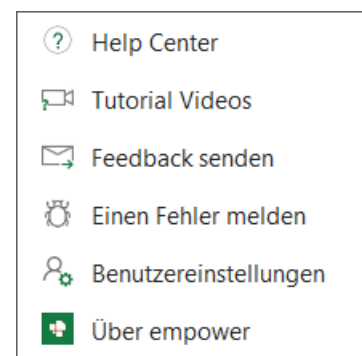 Help Center
Tutorial Videos
Feedback senden
Einen Fehler melden
Benutzereinstellungen
Über empower